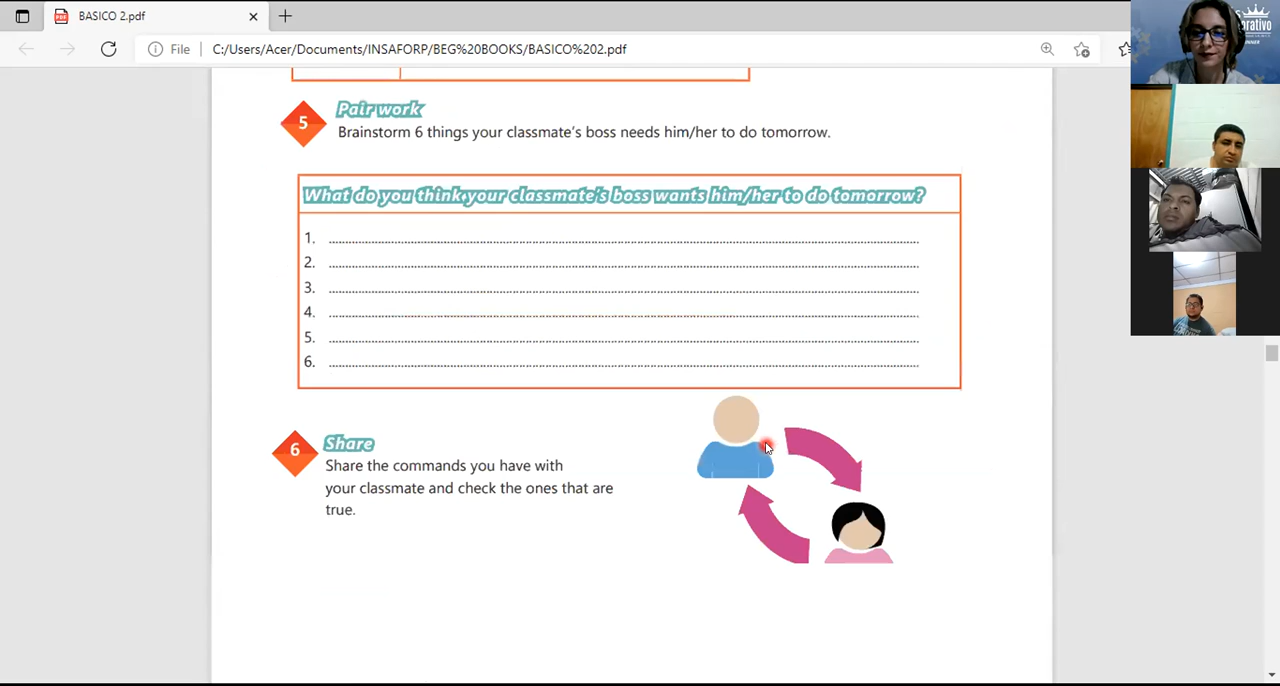 BASICO 2.pdf
File
C:/Users/Acer/Documents/INSAFORP/BEG%20BOOKS/BASICO%202.pdf
5
Pair work
Brainstorm 6 things your classmate's boss needs him/her to do tomorrow.
What do you think your classmate's boss wants him/her to do tomorrow?
1. ........................................................................
2. ........................................................................
3. ........................................................................
4. ........................................................................
5. ........................................................................
6. ........................................................................
6
Share
Share the commands you have with
your classmate and check the ones that are
true.